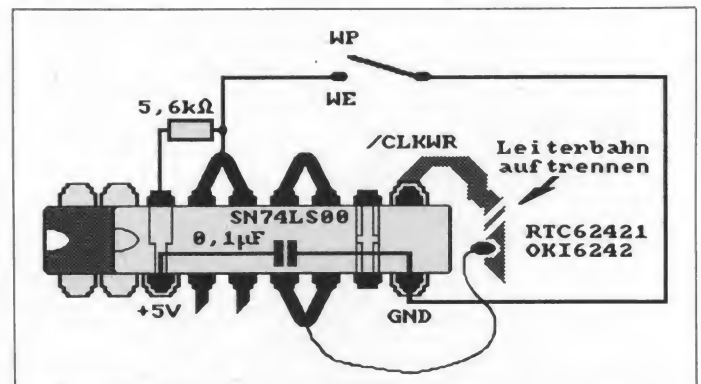 WP
WE
5,6kΩ
/CLKWR
Leiterbahn
auftrennen
SN74LS00
0,1µF
RTC62421
OKI6242
+5V
GND